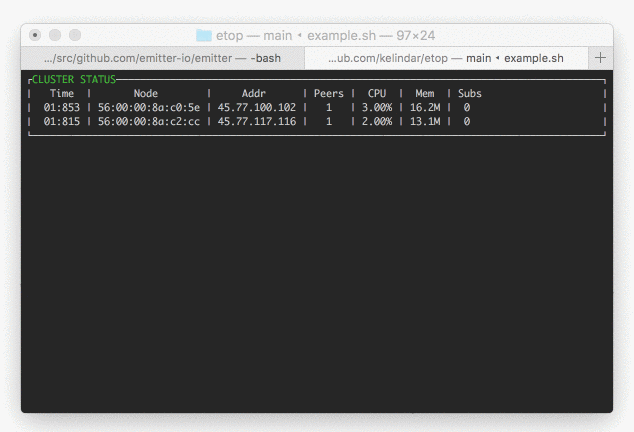 etop — main • example.sh — 97×24
…/src/github.com/emitter-io/emitter — -bash
…ub.com/kelindar/etop — main • example.sh
CLUSTER STATUS
Time | Node | Addr | Peers | CPU | Mem | Subs
01:853 | 56:00:00:8a:c0:5e | 45.77.100.102 | 1 | 3.00% | 16.2M | 0
01:815 | 56:00:00:8a:c2:cc | 45.77.117.116 | 1 | 2.00% | 13.1M | 0